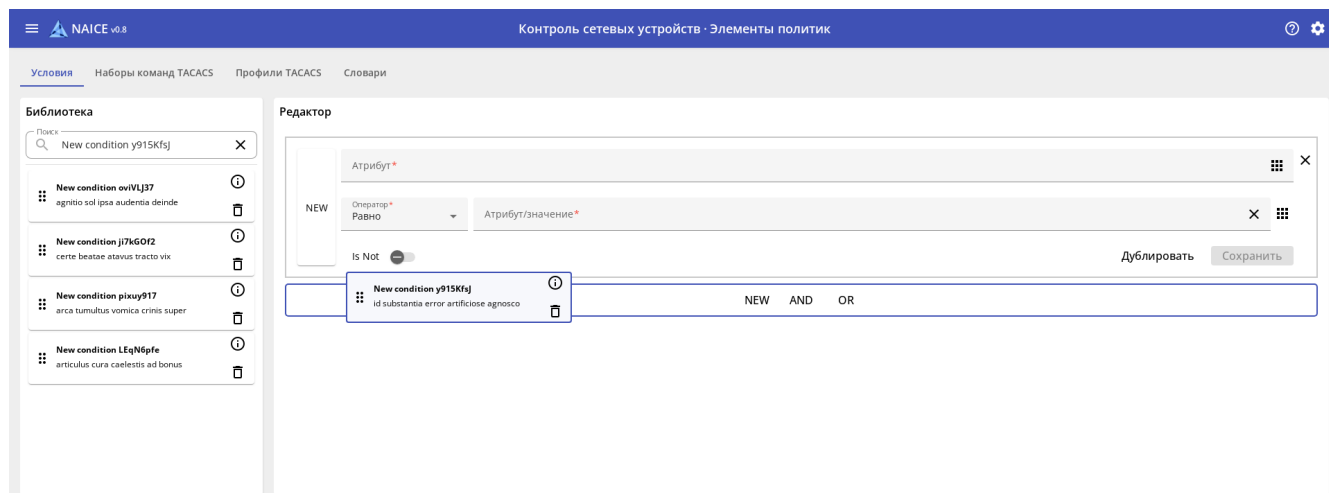 NAICE v0.8
Контроль сетевых устройств · Элементы политик
Условия
Наборы команд TACACS
Профили TACACS
Словари
Библиотека
Поиск
New condition y915KfsJ
New condition oviVLJ37
agnitio sol ipsa audentia deinde
New condition ji7kGOf2
certe beatae atavus tracto vix
New condition pixuy917
arca tumultus vomica crinis super
New condition LEqN6pfe
articulus cura caelestis ad bonus
Редактор
NEW
Атрибут*
Оператор*
Равно
Атрибут/значение*
Is Not
Дублировать
Сохранить
New condition y915KfsJ
id substantia error artificiose agnosco
NEW AND OR